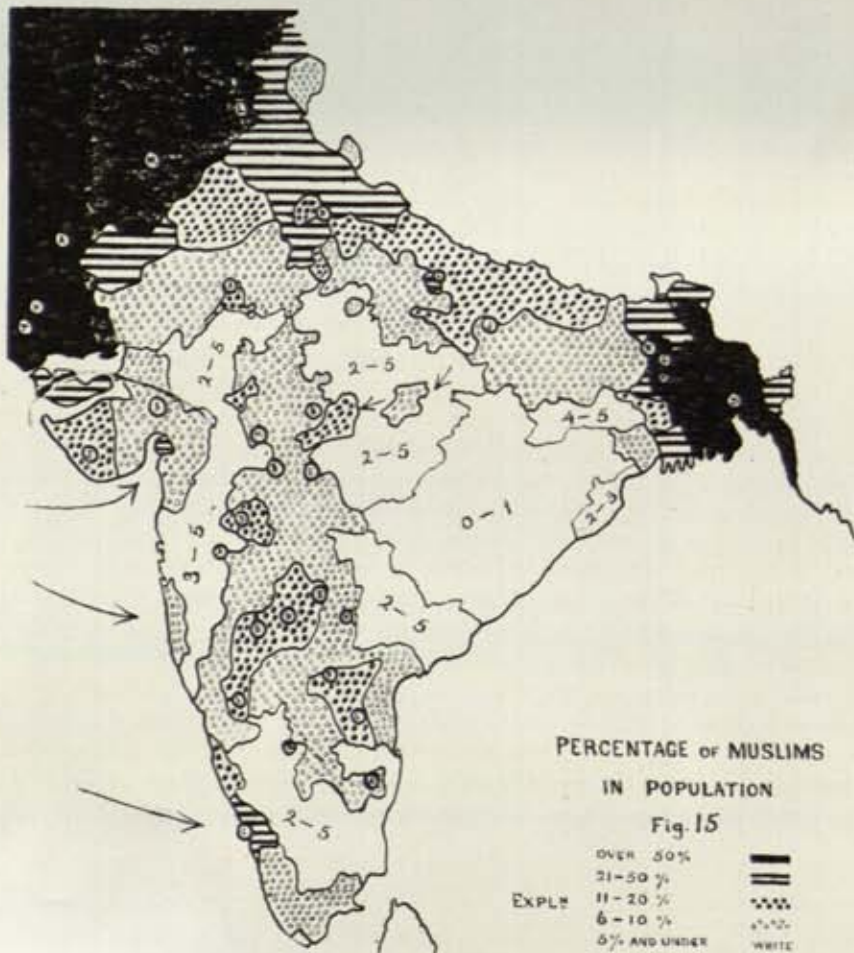 2-5
2-5
4-5
2-5
0-1
2-3
3-5
2-5
2-5
PERCENTAGE OF MUSLIMS
IN POPULATION
Fig. 15
EXPLN
OVER 50%
21-50%
11-20%
6-10%
5% AND UNDER WHITE